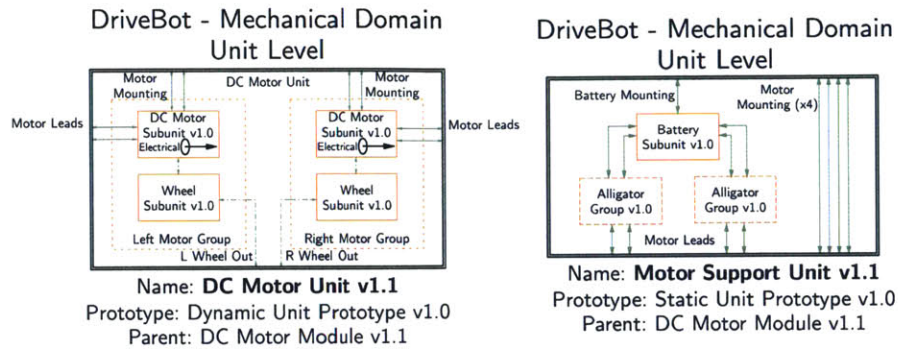 DriveBot - Mechanical Domain
Unit Level
Motor
Mounting
DC Motor Unit
Motor
Mounting
Motor Leads
DC Motor
Subunit v1.0
Electrical
DC Motor
Subunit v1.0
Electrical
Motor Leads
Wheel
Subunit v1.0
Wheel
Subunit v1.0
Left Motor Group
Right Motor Group
L Wheel Out
R Wheel Out
Name: DC Motor Unit v1.1
Prototype: Dynamic Unit Prototype v1.0
Parent: DC Motor Module v1.1
DriveBot - Mechanical Domain
Unit Level
Battery Mounting
Motor
Mounting (x4)
Battery
Subunit v1.0
Alligator
Group v1.0
Alligator
Group v1.0
Motor Leads
Name: Motor Support Unit v1.1
Prototype: Static Unit Prototype v1.0
Parent: DC Motor Module v1.1